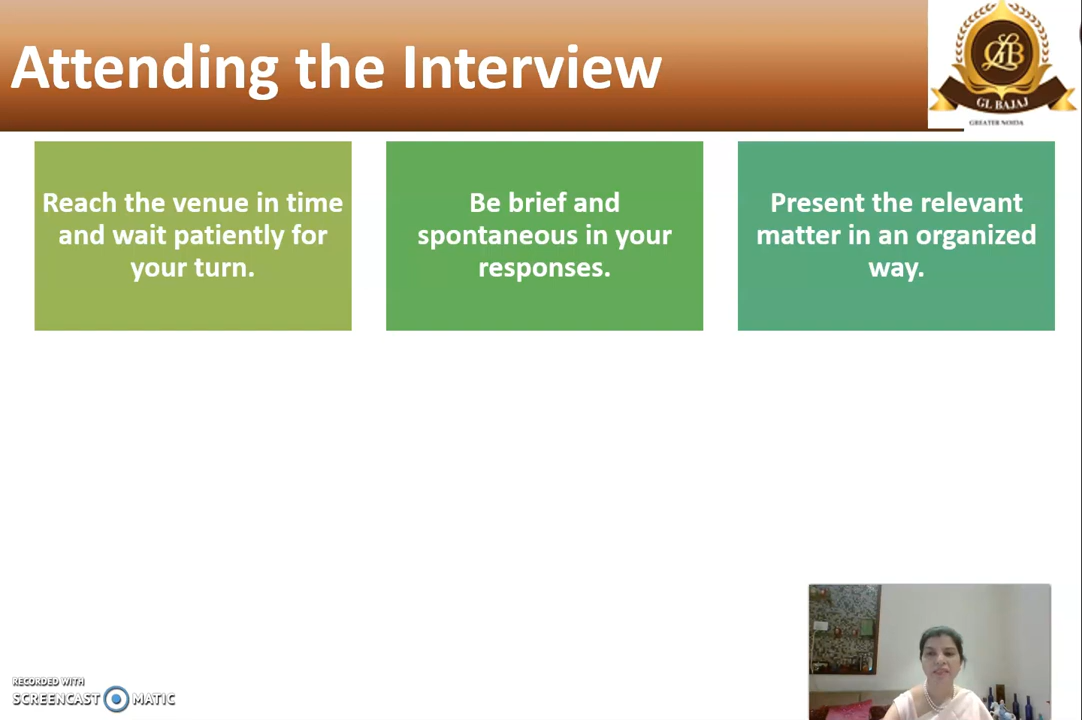 Attending the Interview
GL BAJAJ
GREATER NOIDA
Reach the venue in time
and wait patiently for
your turn.
Be brief and
spontaneous in your
responses.
Present the relevant
matter in an organized
way.
RECORDED WITH
SCREENCAST MATIC